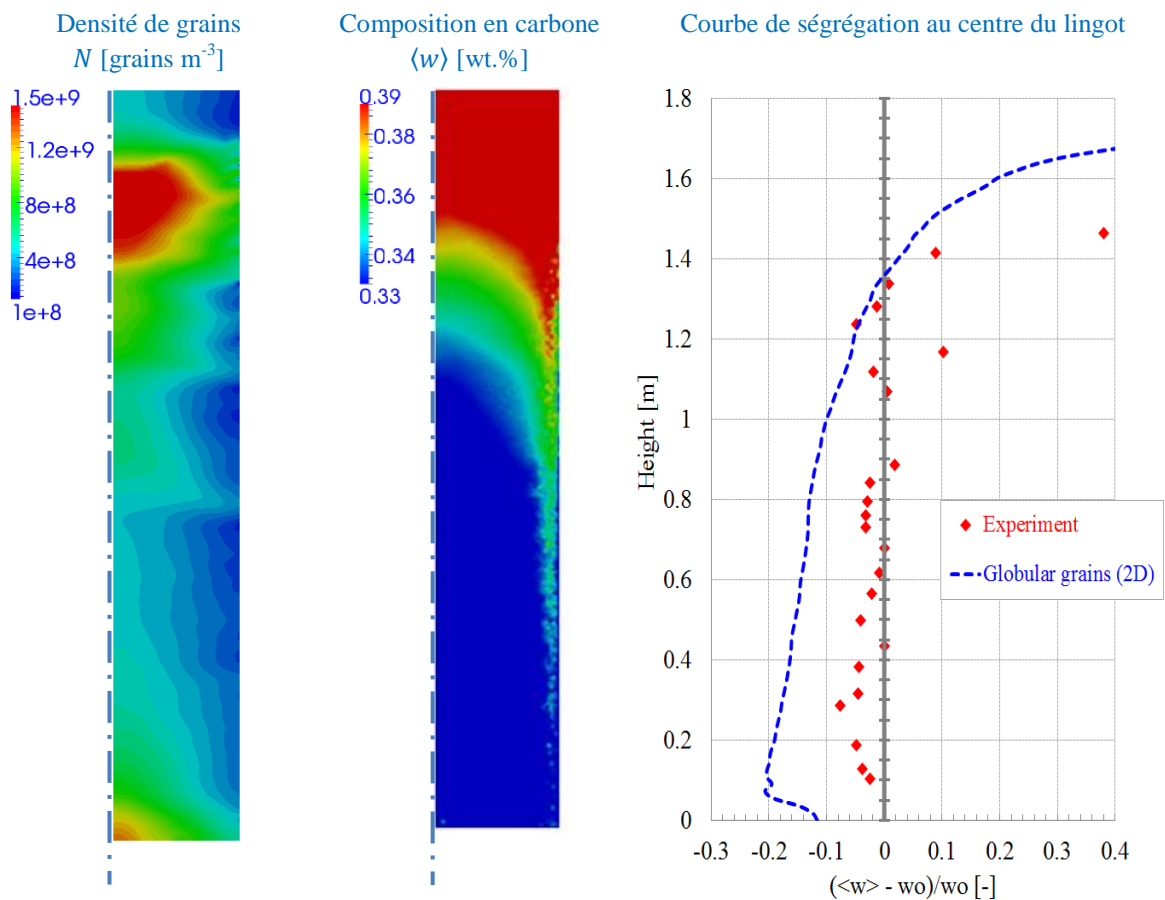 Densité de grains
N [grains m-3]
1.5e+9
1.2e+9
8e+8
4e+8
1e+8
Composition en carbone
⟨w⟩ [wt.%]
0.39
0.38
0.36
0.34
0.33
Courbe de ségrégation au centre du lingot
1.8
1.6
1.4
1.2
1
0.8
0.6
0.4
0.2
0
Height [m]
Experiment
Globular grains (2D)
-0.3 -0.2 -0.1 0 0.1 0.2 0.3 0.4
(<w> - wo)/wo [-]